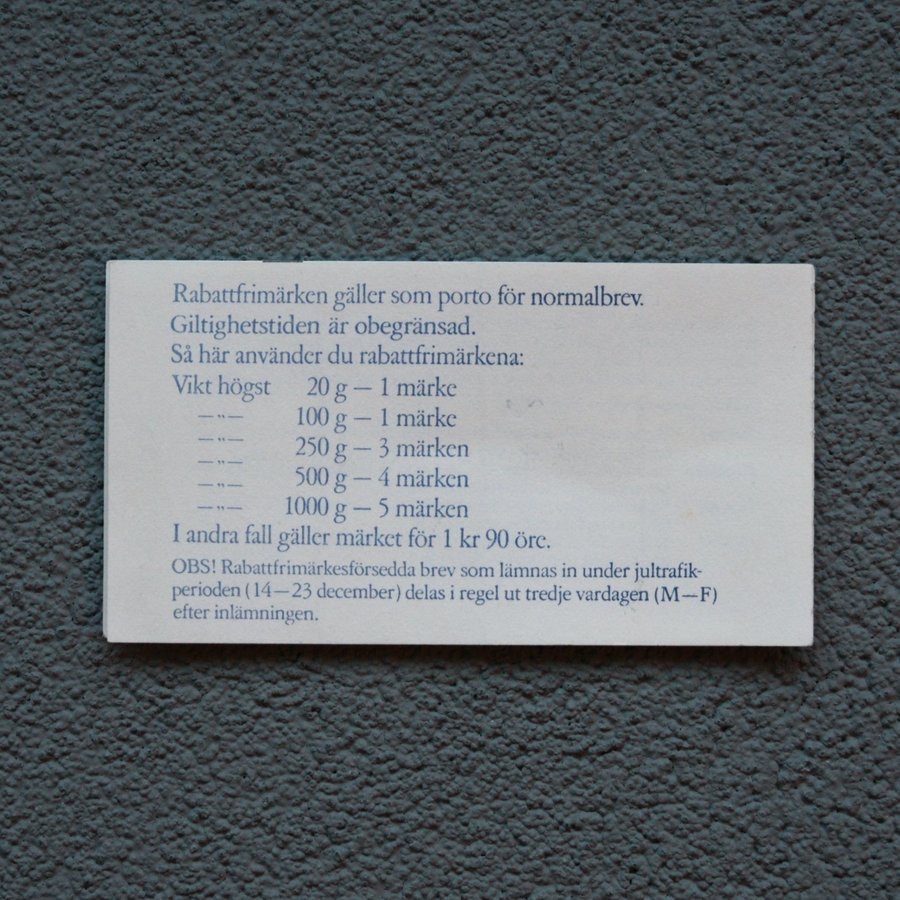 Rabattfrimärken gäller som porto för normalbrev.
Giltighetstiden är obegränsad.
Så här använder du rabattfrimärkena:
Vikt högst 20 g — 1 märke
—"— 100 g — 1 märke
—"— 250 g — 3 märken
—"— 500 g — 4 märken
—"— 1000 g — 5 märken
I andra fall gäller märket för 1 kr 90 öre.
OBS! Rabattfrimärkesförsedda brev som lämnas in under jultrafik-
perioden (14—23 december) delas i regel ut tredje vardagen (M—F)
efter inlämningen.